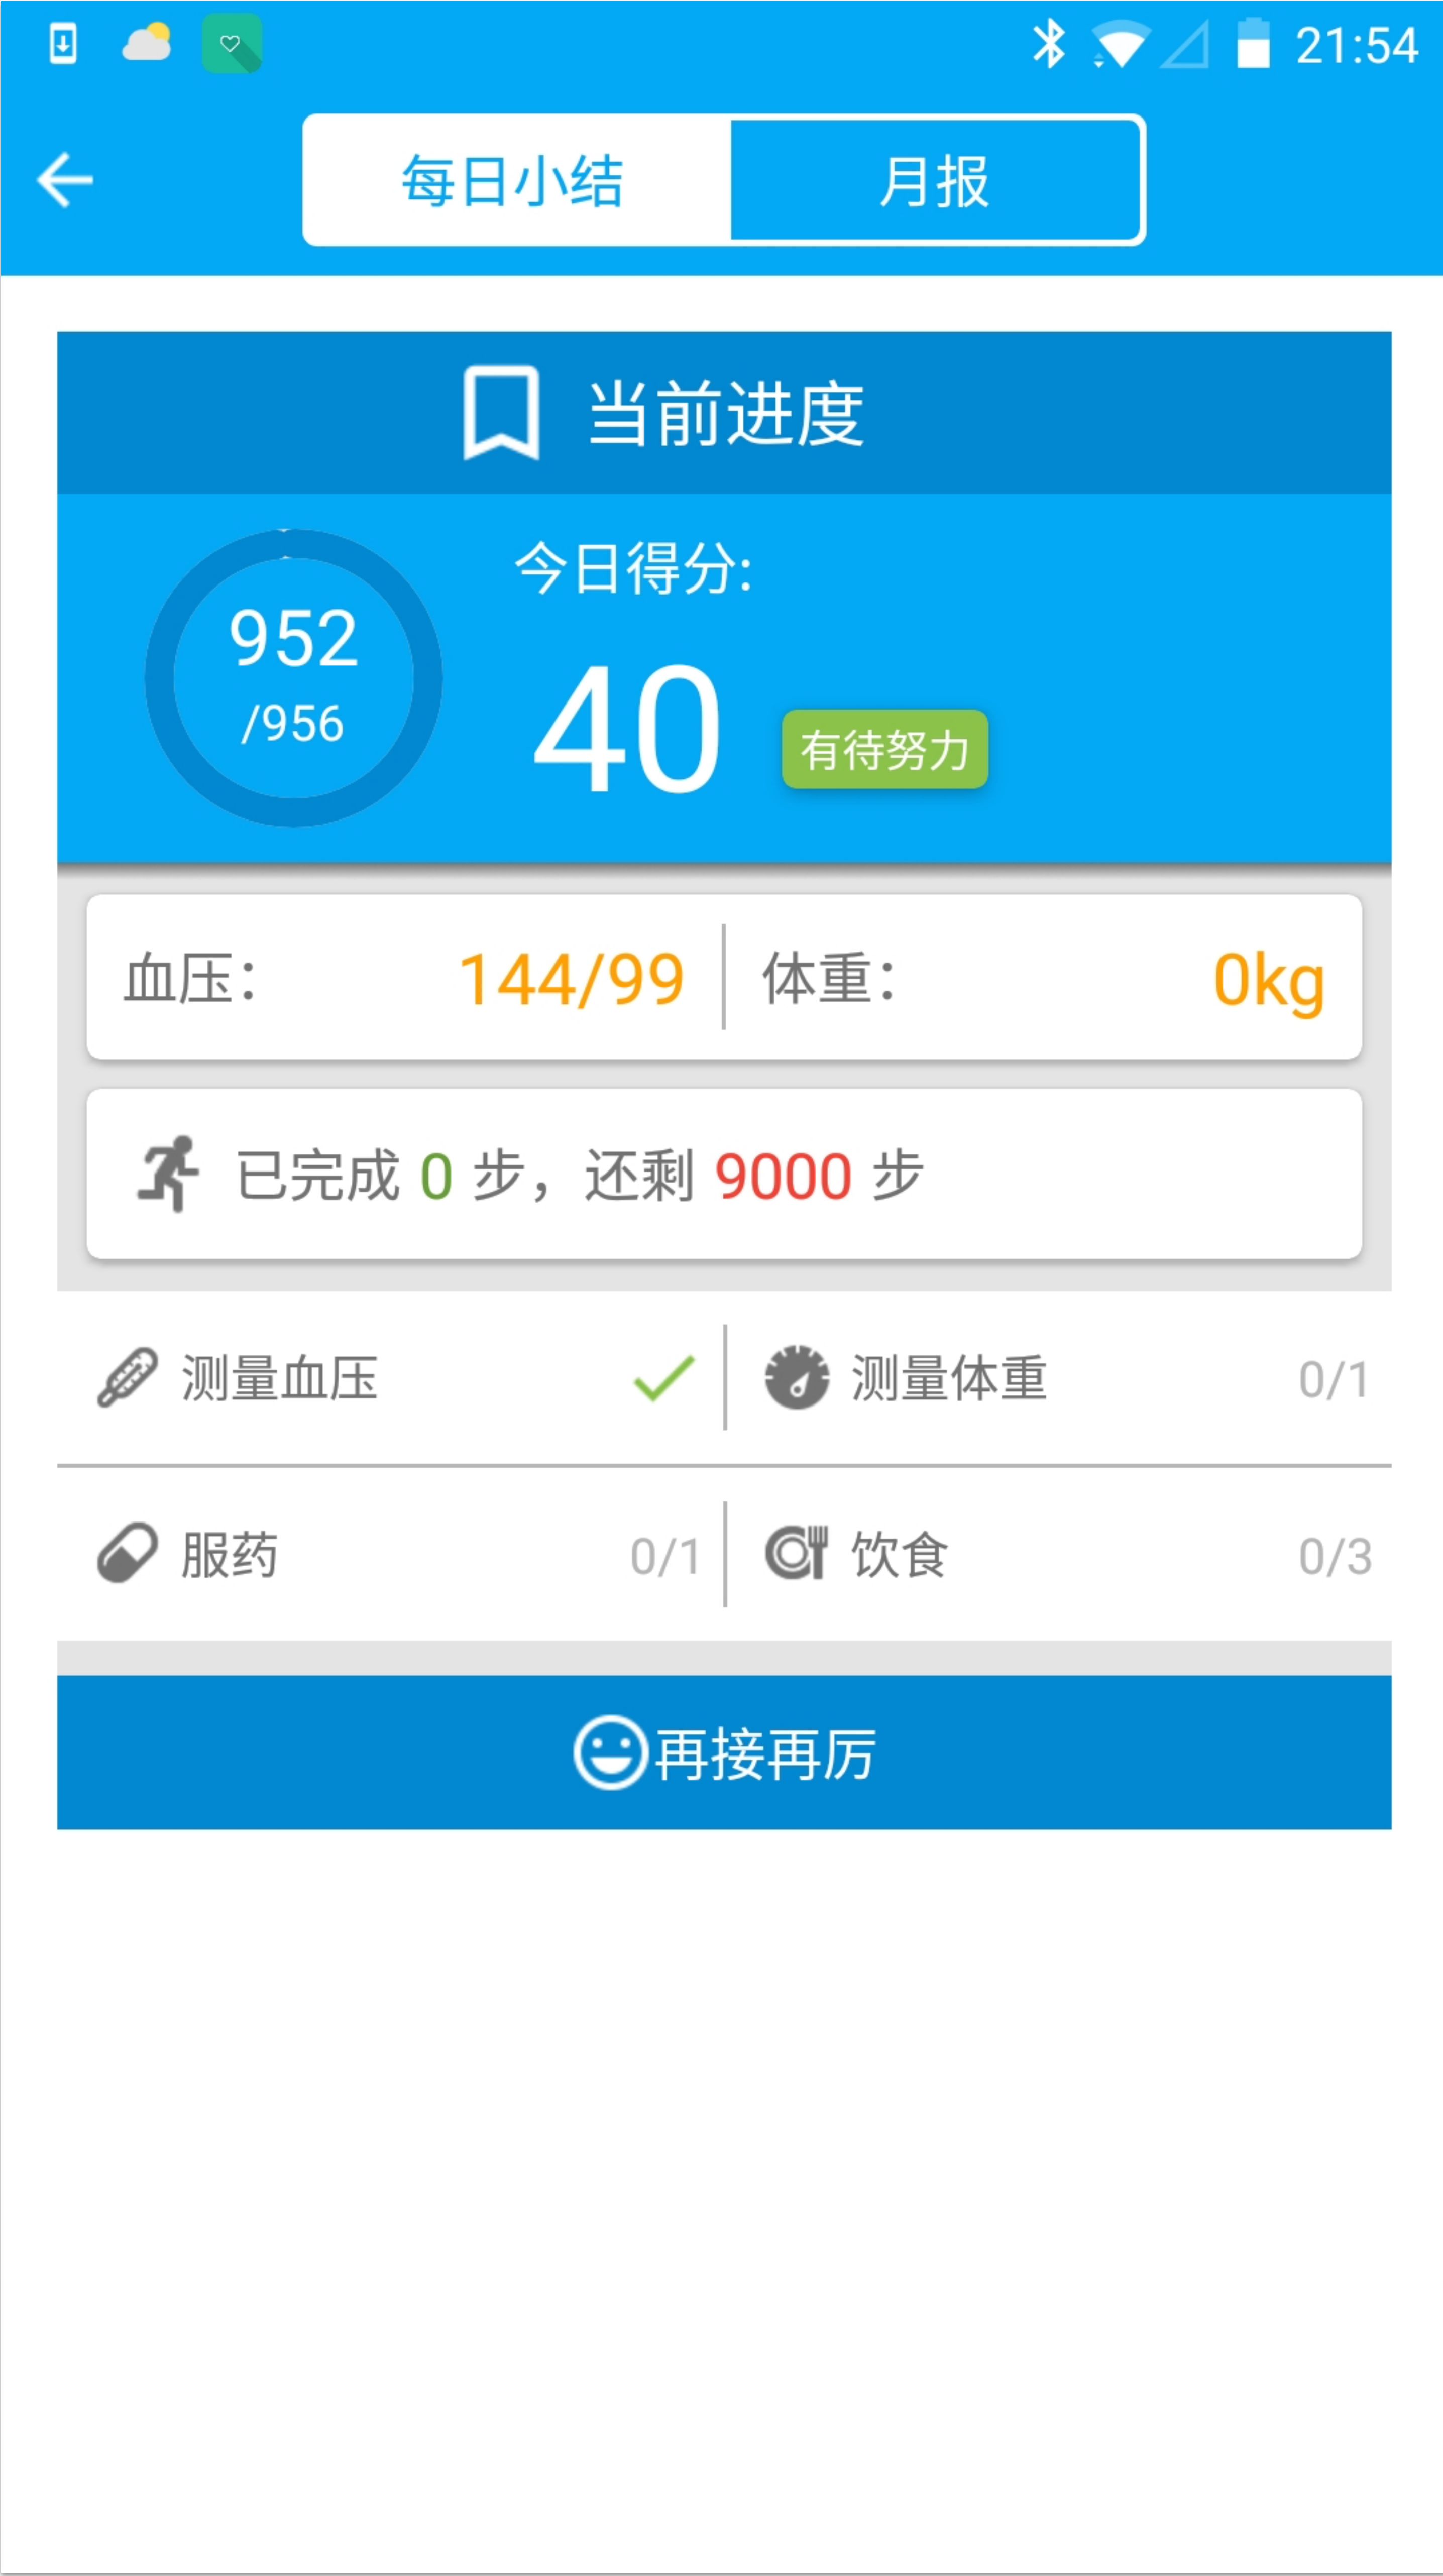 21:54
每日小结 月报
当前进度
952
/956
今日得分:
40 有待努力
血压: 144/99 体重: 0kg
已完成 0 步，还剩 9000 步
测量血压 测量体重 0/1
服药 0/1 饮食 0/3
再接再厉